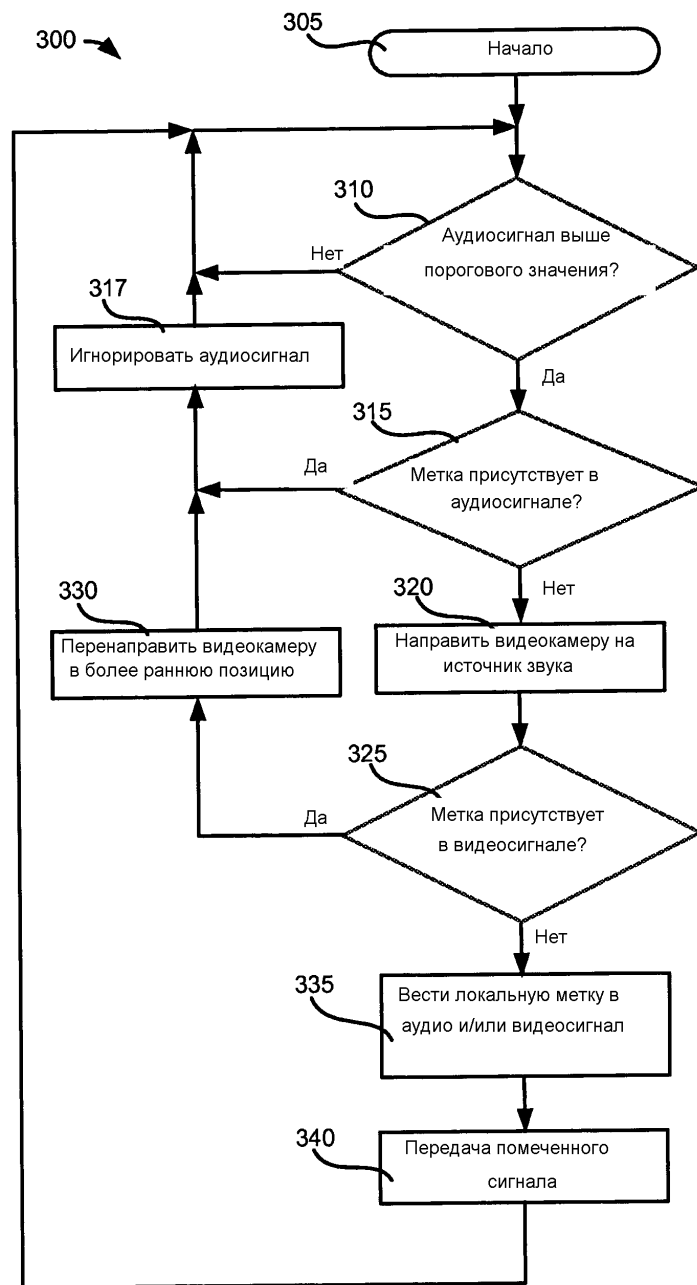 300
305
Начало
310
Аудиосигнал выше
порогового значения?
Нет
317
Игнорировать аудиосигнал
Да
315
Метка присутствует в
аудиосигнале?
Да
Нет
330
Перенаправить видеокамеру
в более раннюю позицию
320
Направить видеокамеру на
источник звука
325
Метка присутствует
в видеосигнале?
Да
Нет
335
Вести локальную метку в
аудио и/или видеосигнал
340
Передача помеченного
сигнала